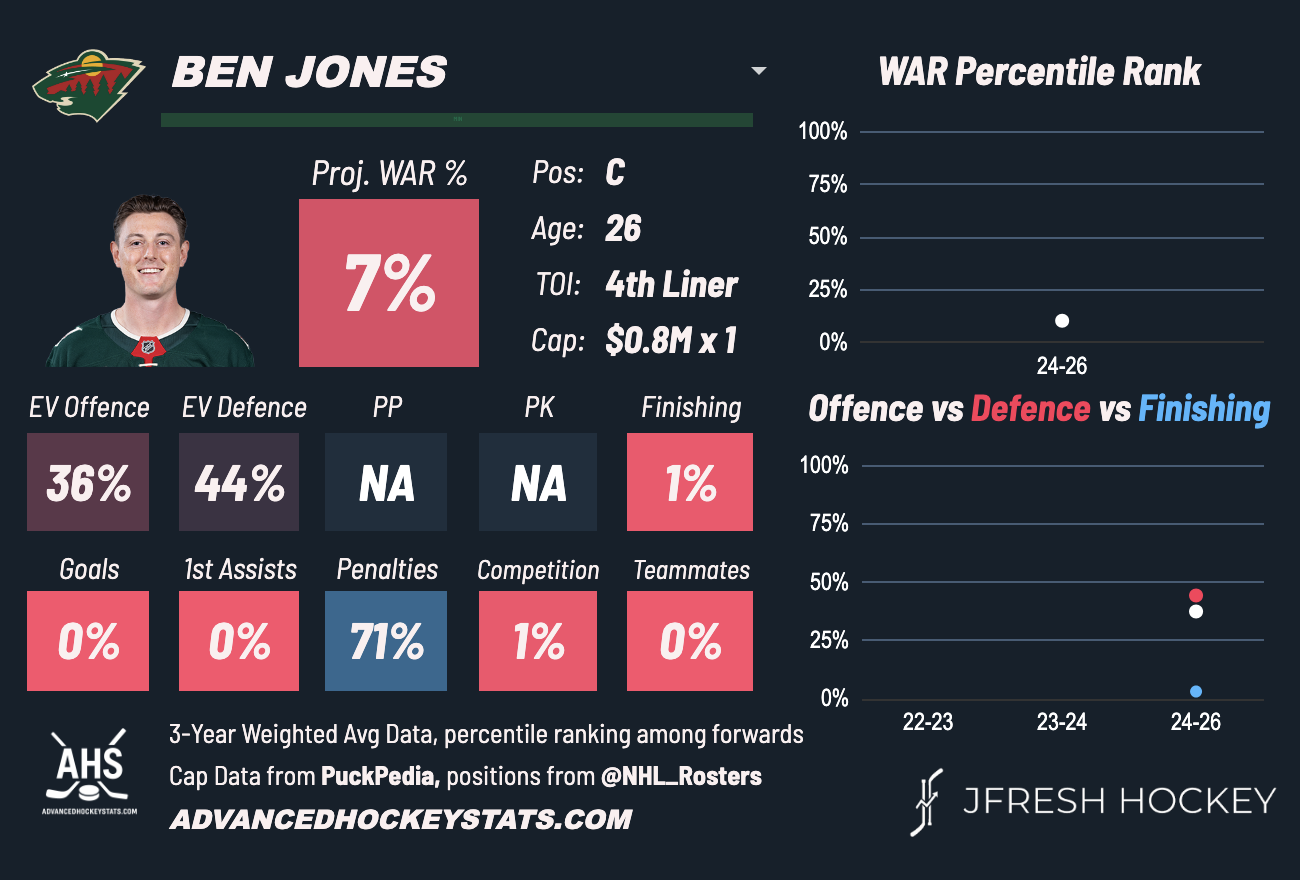 BEN JONES
Proj. WAR %
7%
Pos: C
Age: 26
TOI: 4th Liner
Cap: $0.8M x 1
EV Offence EV Defence PP PK Finishing
36% 44% NA NA 1%
Goals 1st Assists Penalties Competition Teammates
0% 0% 71% 1% 0%
WAR Percentile Rank
100%
75%
50%
25%
0%
24-26
Offence vs Defence vs Finishing
100%
75%
50%
25%
0%
22-23 23-24 24-26
AHS
ADVANCEDHOCKEYSTATS.COM
3-Year Weighted Avg Data, percentile ranking among forwards
Cap Data from PuckPedia, positions from @NHL_Rosters
ADVANCEDHOCKEYSTATS.COM
JFRESH HOCKEY